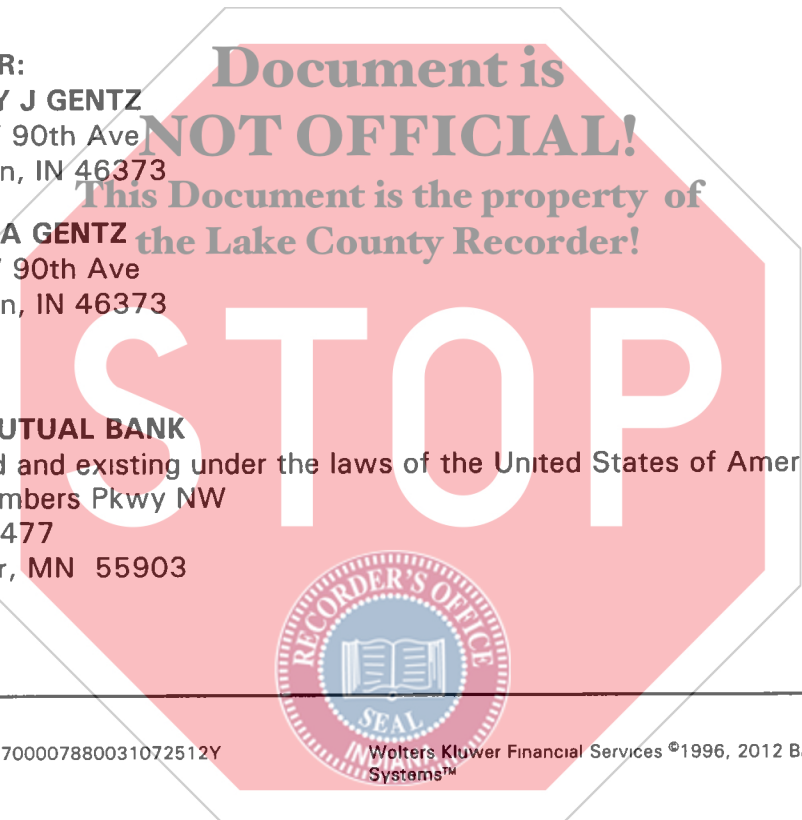 R:
Y J GENTZ
90th Ave
n, IN 46373
A GENTZ
90th Ave
n, IN 46373
Document is
NOT OFFICIAL!
This Document is the property of
the Lake County Recorder!
STOP
UTUAL BANK
d and existing under the laws of the United States of Amer
mbers Pkwy NW
477
r, MN 55903
RECORDER'S OFFICE
SEAL
INDIANA
700007880031072512Y
Wolters Kluwer Financial Services ©1996, 2012 B
Systems™